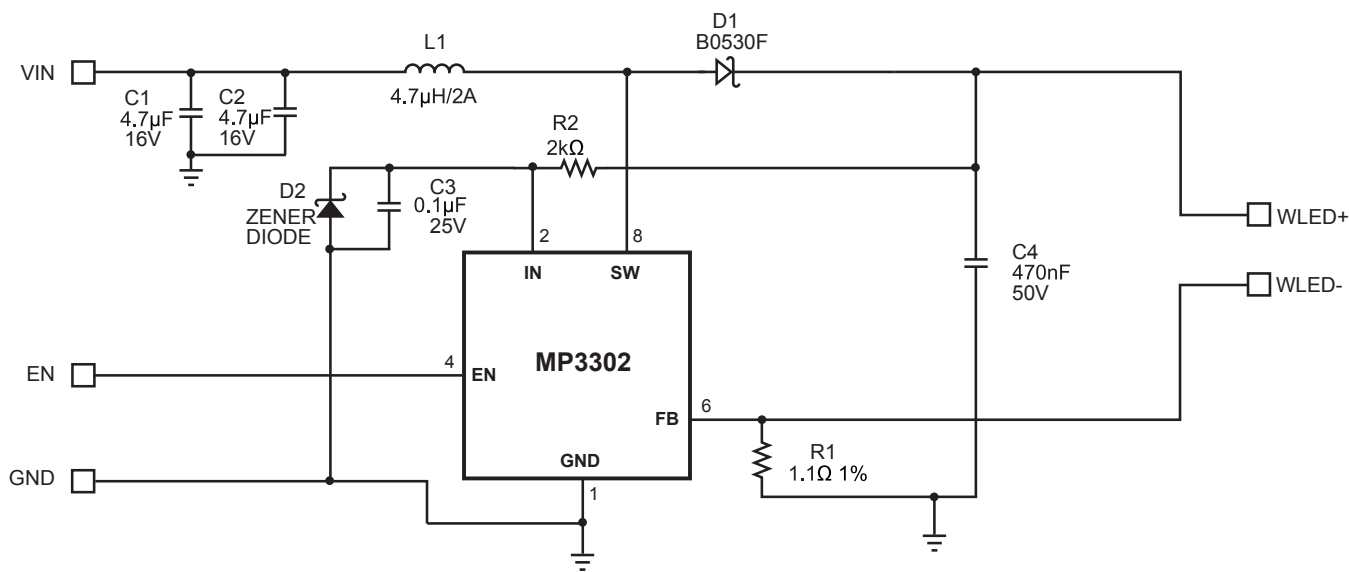 D1
B0530F
VIN
L1
4.7µH/2A
C1
4.7µF
16V
C2
4.7µF
16V
R2
2kΩ
D2
ZENER
DIODE
C3
0.1µF
25V
2
8
IN
SW
WLED+
C4
470nF
50V
WLED-
MP3302
EN
4
EN
FB
6
GND
GND
1
R1
1.1Ω 1%